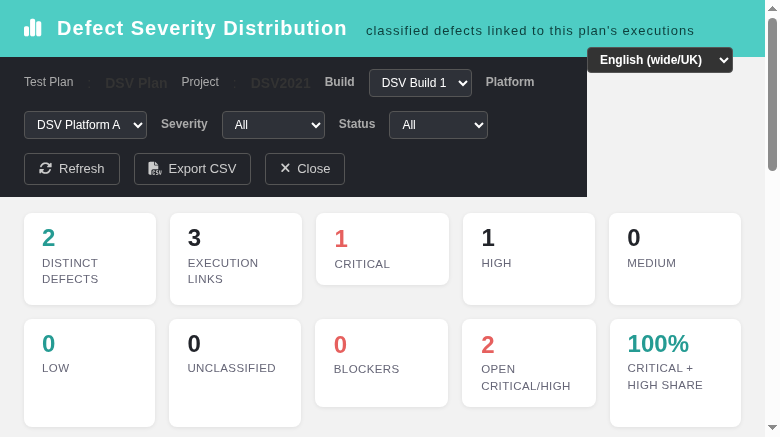 Defect Severity Distribution classified defects linked to this plan's executions
English (wide/UK)
Test Plan : DSV Plan Project : DSV2021 Build DSV Build 1 Platform
DSV Platform A Severity All Status All
Refresh Export CSV Close
2 3 1 1 0
DISTINCT DEFECTS
EXECUTION LINKS
CRITICAL
HIGH
MEDIUM
0 0 0 2 100%
LOW
UNCLASSIFIED
BLOCKERS
OPEN CRITICAL/HIGH
CRITICAL + HIGH SHARE